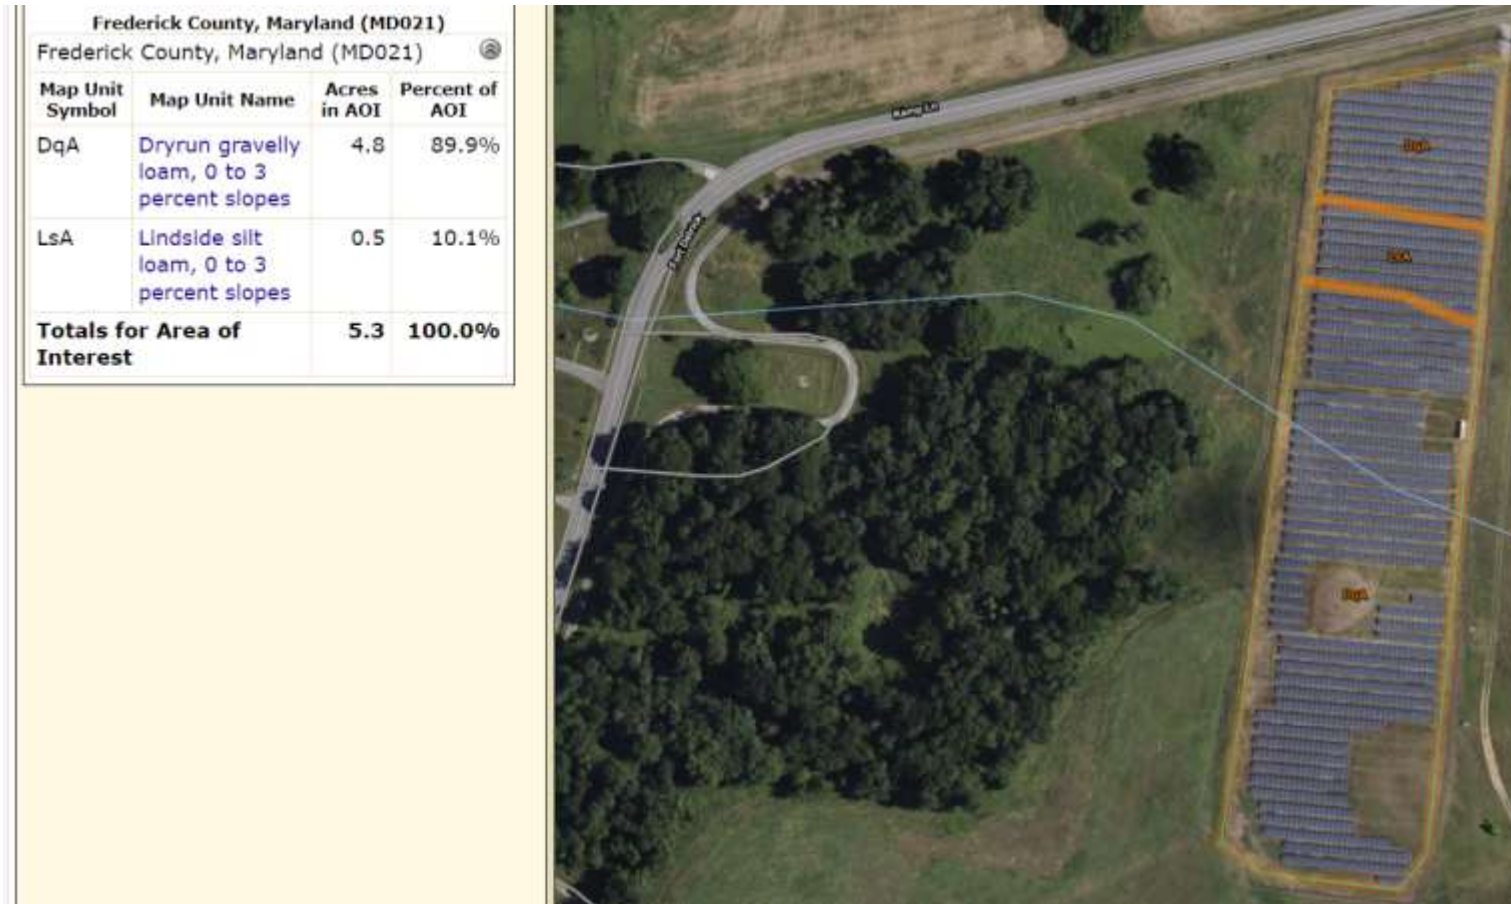 Frederick County, Maryland (MD021)
Frederick County, Maryland (MD021)
Map Unit Symbol Map Unit Name Acres in AOI Percent of AOI
DqA Dryrun gravelly loam, 0 to 3 percent slopes 4.8 89.9%
LsA Lindside silt loam, 0 to 3 percent slopes 0.5 10.1%
Totals for Area of Interest 5.3 100.0%
DqA
LsA
DqA